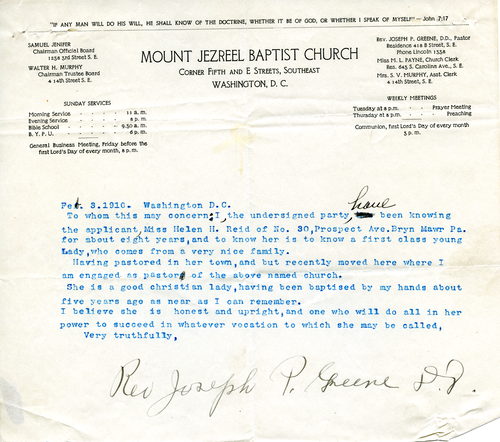 "IF ANY MAN WILL DO HIS WILL, HE SHALL KNOW OF THE DOCTRINE, WHETHER IT BE OF GOD, OR WHETHER I SPEAK OF MYSELF" - John 7:17
SAMUEL JENIFER
Chairman Official Board
1238 3rd Street S. E.
WALTER H. MURPHY
Chairman Trustee Board
414th Street S. E.
MOUNT JEZREEL BAPTIST CHURCH
CORNER FIFTH AND E STREETS, SOUTHEAST
WASHINGTON, D. C.
REV. JOSEPH P. GREENE, D.D., Pastor
Residence 418 B Street, S. E.
Phone Lincoln 1338
Miss M. L. PAYNE, Church Clerk
Res. 645 S. Carolina Ave., S. E.
Mrs. S. V. MURPHY, Asst. Clerk
414th Street, S. E.
SUNDAY SERVICES
Morning Service - - - 11 a. m.
Evening Service - - - 8 p. m.
Bible School - - - 9.30 a. m.
B. Y. P. U. - - - 6 p. m.
General Business Meeting, Friday before the
first Lord's Day of every month, 8 p. m.
WEEKLY MEETINGS
Tuesday at 8 p. m. - - Prayer Meeting
Thursday at 8 p. m. - - Preaching
Communion, first Lord's Day of every month
3 p. m.
Feb. 3.1916. Washington D.C.
To whom this may concern:I,the undersigned party, have been knowing
the applicant,Miss Helen H. Reid of No. 30,Prospect Ave.Bryn Mawr Pa.
for about eight years,and to know her is to know a first class young
Lady,who comes from a very nice family.
Having pastored in her town,and but recently moved here where I
am engaged as pastor of the above named church.
She is a good christian lady,having been baptised by my hands about
five years ago as near as I can remember.
I believe she is honest and upright,and one who will do all in her
power to succeed in whatever vocation to which she may be called,
Very truthfully,
Rev Joseph P. Greene D.D.